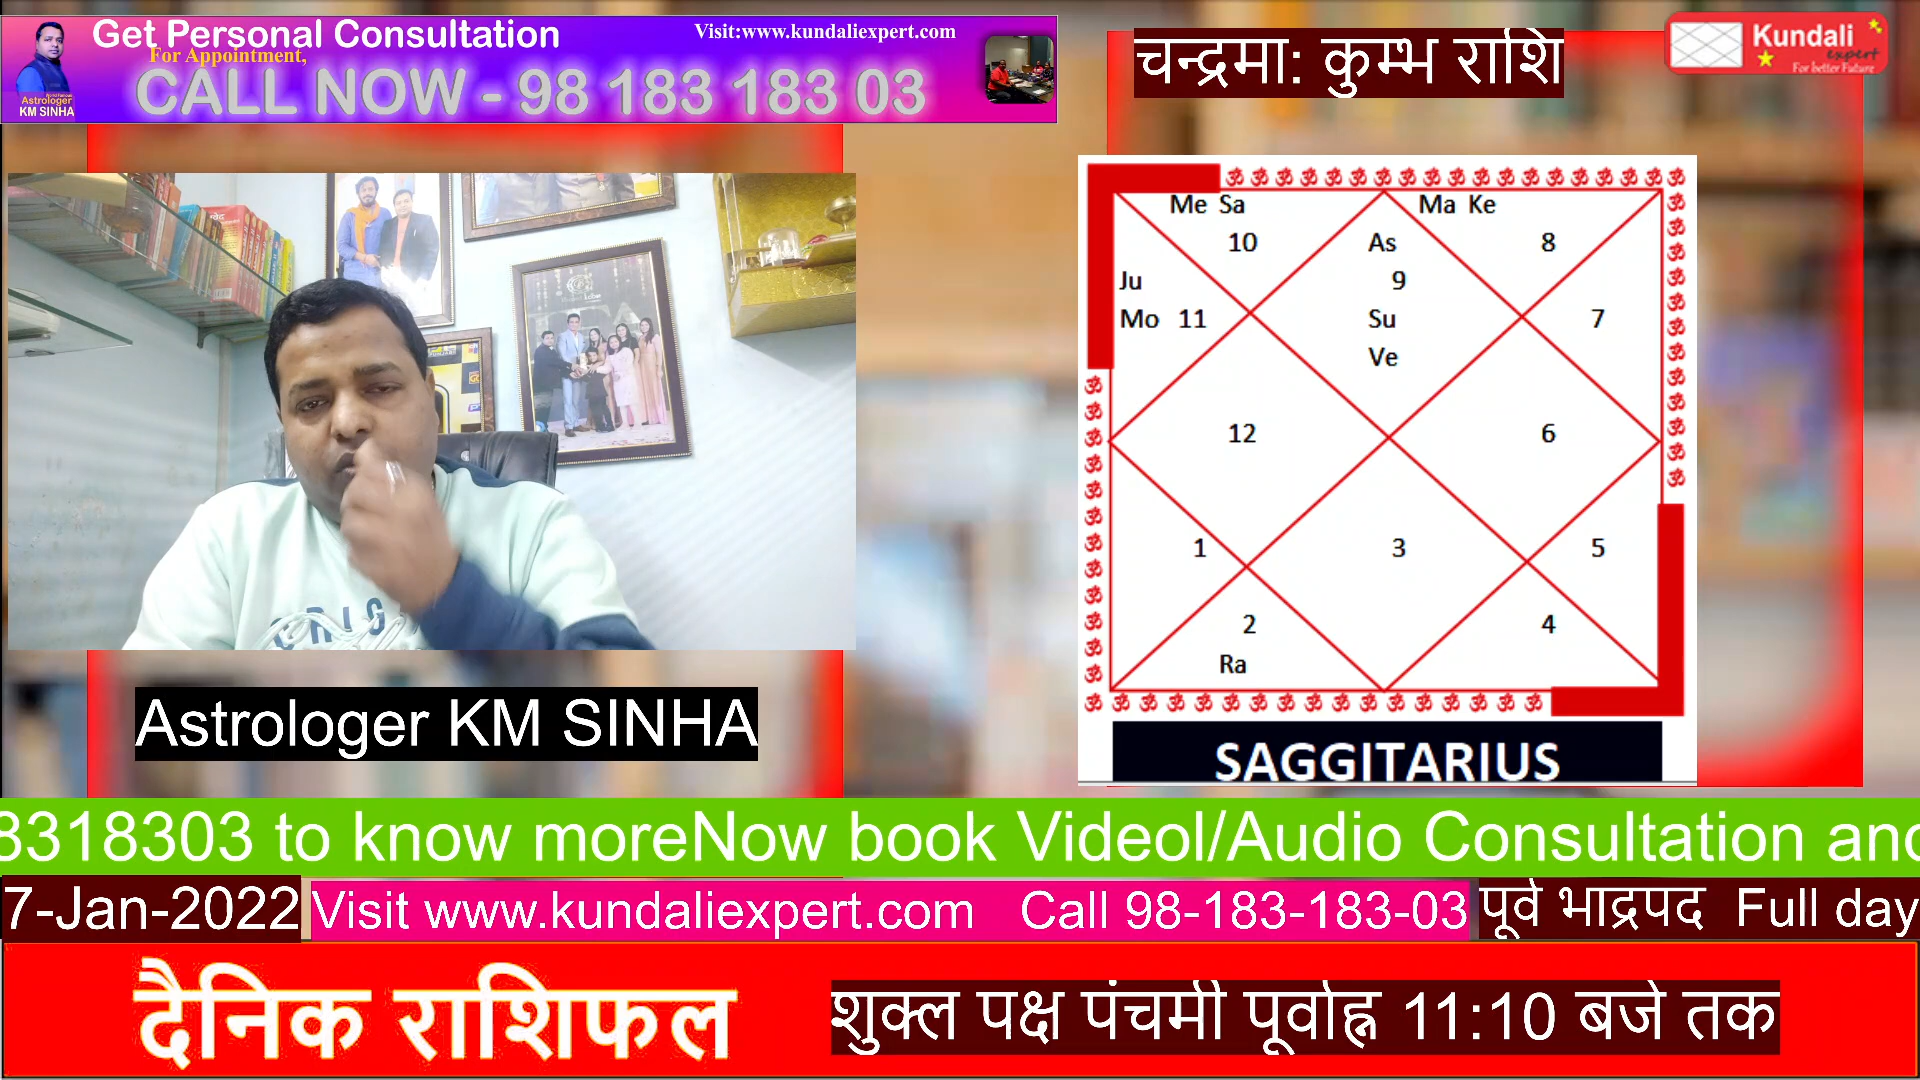 Get Personal Consultation
Visit:www.kundaliexpert.com
For Appointment,
CALL NOW - 98 183 183 03
Astrologer
KM SINHA
चन्द्रमा: कुम्भ राशि
Kundali
expert
For better Future
Me Sa
Ma Ke
10
As
8
Ju
9
Mo 11
Su
7
Ve
12
6
1
3
5
2
4
Ra
SAGGITARIUS
Astrologer KM SINHA
8318303 to know moreNow book Videol/Audio Consultation and
7-Jan-2022
Visit www.kundaliexpert.com Call 98-183-183-03
पूर्व भाद्रपद Full day
दैनिक राशिफल
शुक्ल पक्ष पंचमी पूर्वाह्न 11:10 बजे तक